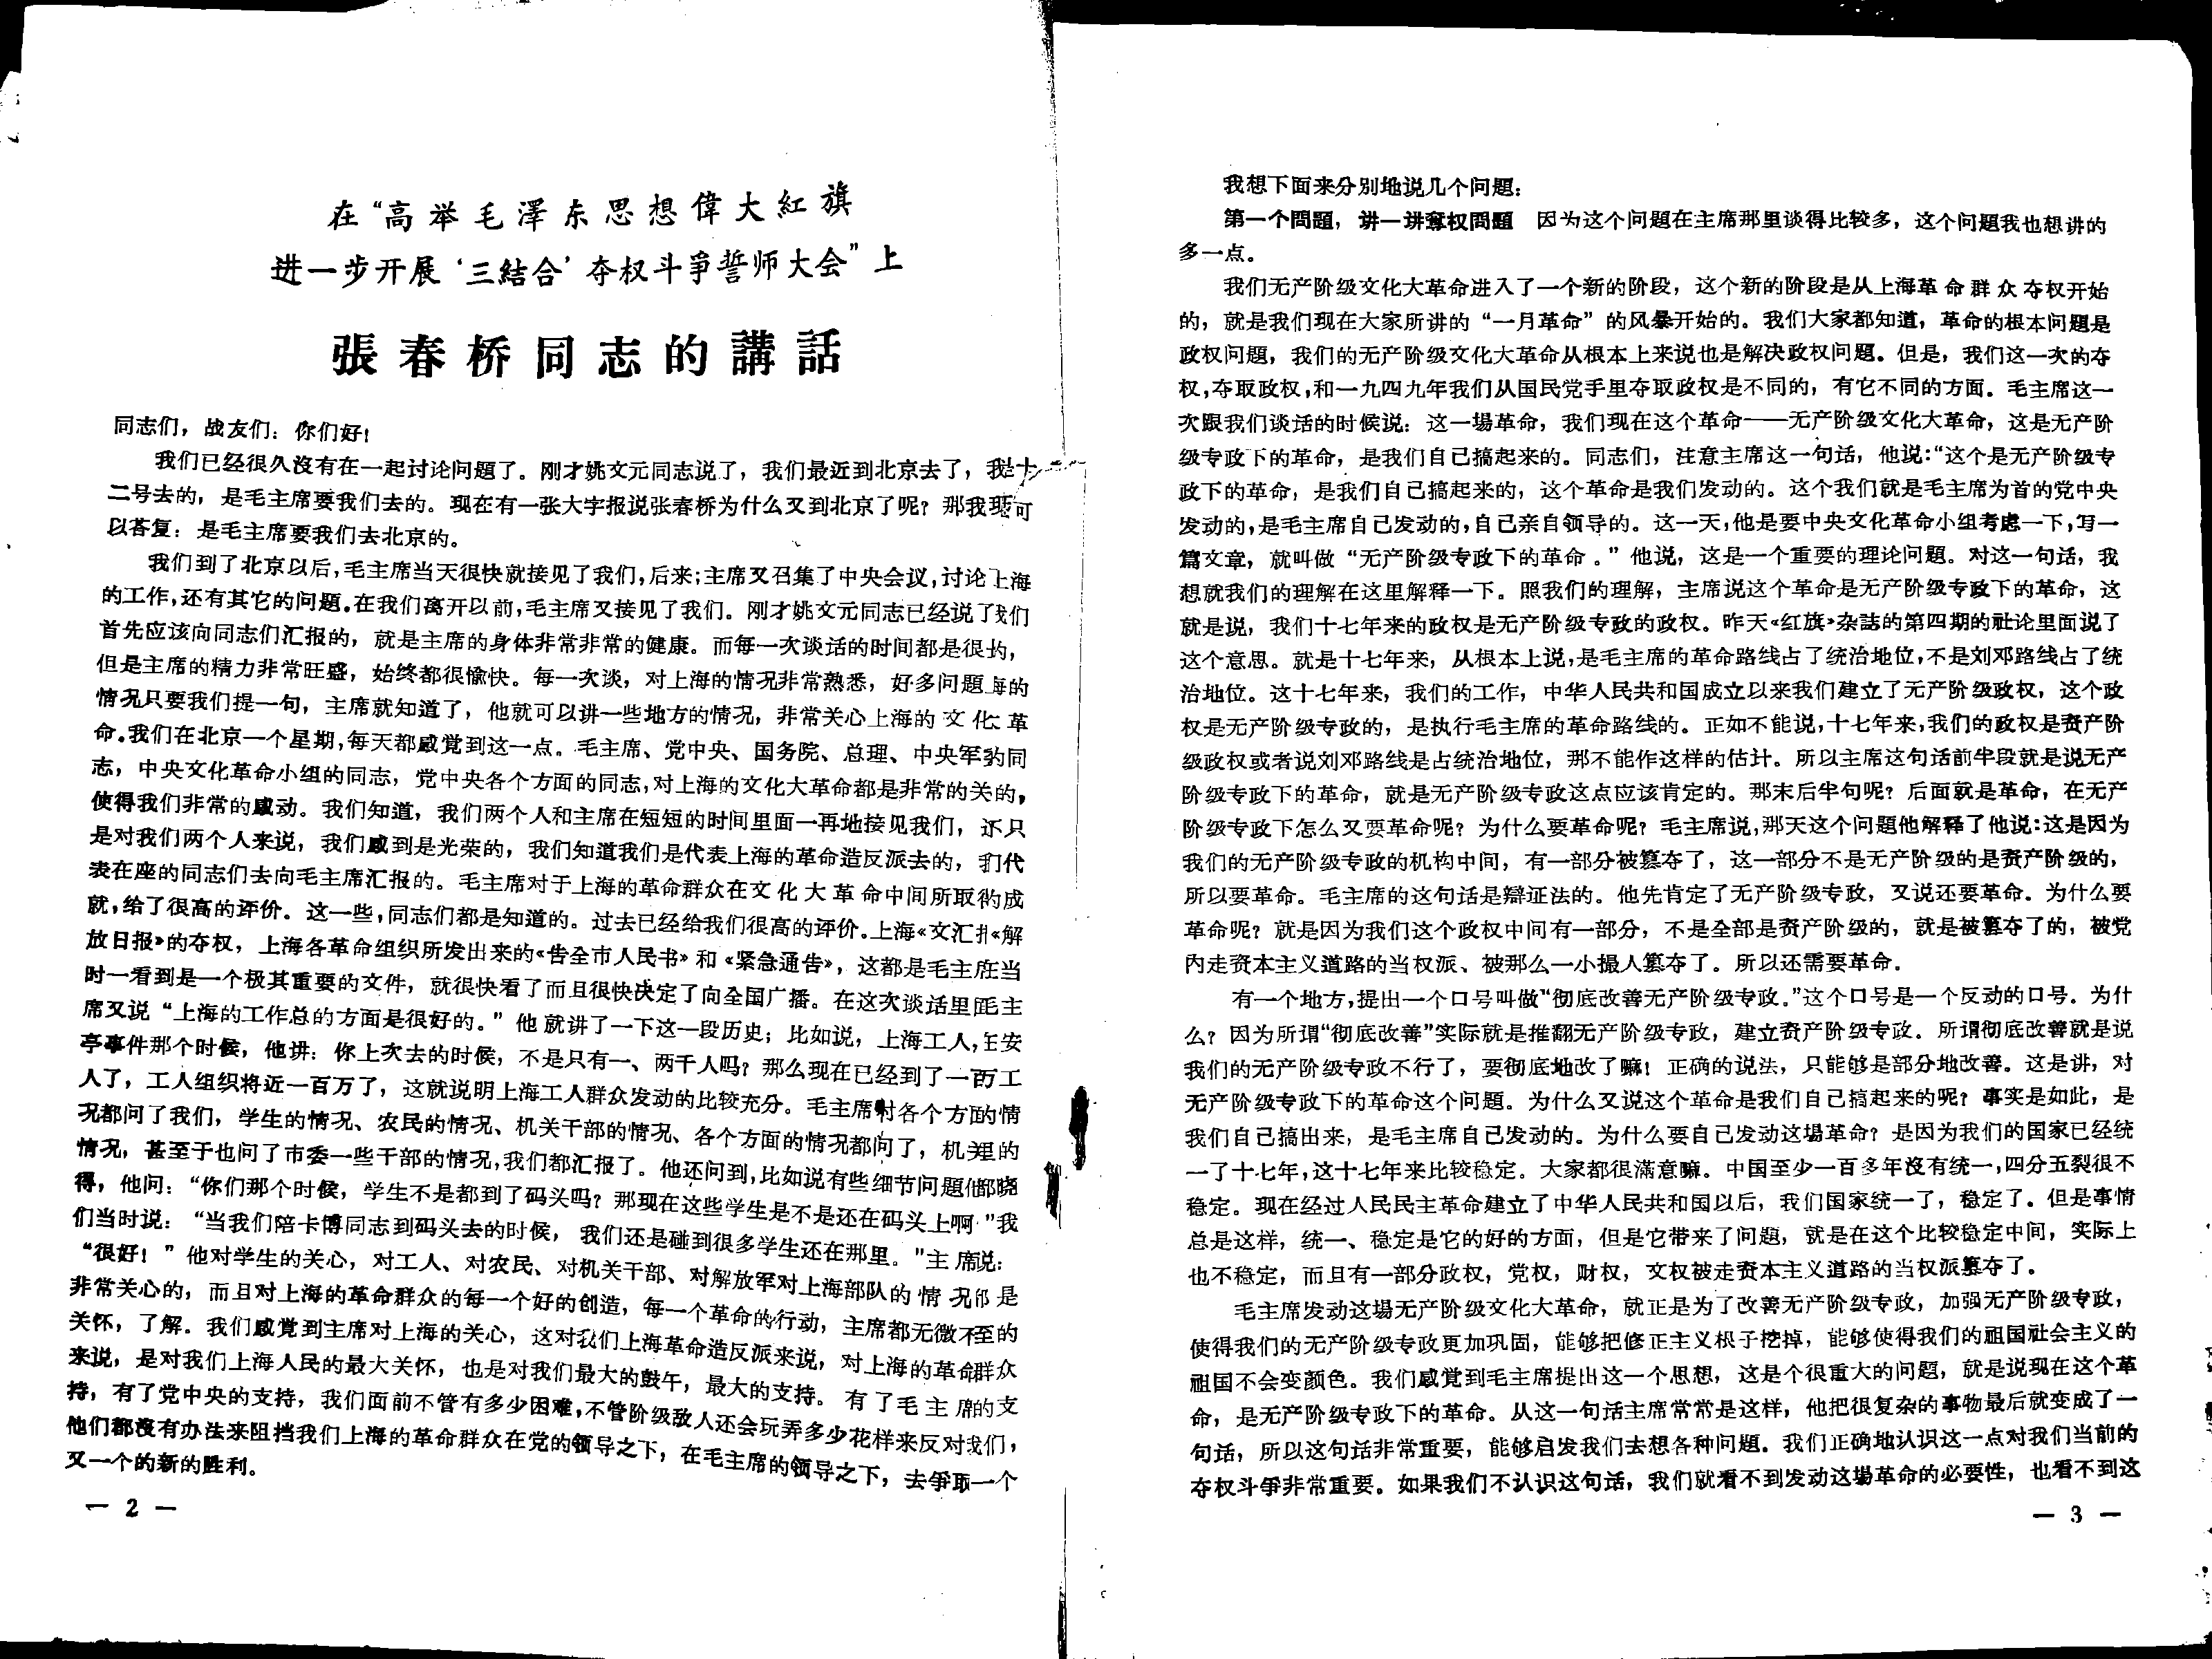 在“高举毛澤东思想偉大紅旗
进一步开展‘三結合’夺权斗爭誓师大会”上
張春桥同志的講話
同志们，战友们：你们好！
我们已经很久沒有在一起讨论问題了。刚才姚文元同志说了，我们最近到北京去了，我是十
二号去的，是毛主席要我们去的。现在有一张大字报说张春桥为什么又到北京了呢？那我现可
以荅复：是毛主席要我们去北京的。
我们到了北京以后，毛主席当天很快就接见了我们，后来；主席又召集了中央会议，讨论上海
的工作，还有其它的问題。在我们离开以前，毛主席又接见了我们。刚才姚文元同志已经说了我们
首先应该向同志们汇报的，就是主席的身体非常非常的健康。而每一次谈话的时间都是很的，
但是主席的精力非常旺盛，始终都很愉快。每一次谈，对上海的情况非常熟悉，好多问題上海的
情况只要我们提一句，主席就知道了，他就可以讲一些地方的情况，非常关心上海的文化革
命。我们在北京一个星期，每天都感觉到这一点。毛主席、党中央、国务院、总理、中央军的同
志，中央文化革命小组的同志，党中央各个方面的同志，对上海的文化大革命都是非常的关的，
使得我们非常的感动。我们知道，我们两个人和主席在短短的时间里面一再地接见我们，还只
是对我们两个人来说，我们感到是光荣的，我们知道我们是代表上海的革命造反派去的，我们代
表在座的同志们去向毛主席汇报的。毛主席对于上海的革命群众在文化大革命中间所取的成
就，给了很高的评价。这一些，同志们都是知道的。过去已经给我们很高的评价。上海《文汇报》《解
放日报》的夺权，上海各革命组织所发出来的《告全市人民书》和《紧急通告》，这都是毛主席当
时一看到是一个极其重要的文件，就很快看了而且很快决定了向全国广播。在这次谈话里面毛主
席又说“上海的工作总的方面是很好的。”他就讲了一下这一段历史；比如说，上海工人，在安
亭事件那个时候，他讲：你上次去的时候，不是只有一、两千人吗？那么现在已经到了一百万工
人了，工人组织将近一百万了，这就说明上海工人群众发动的比较充分。毛主席对各个方面的情
况都问了我们，学生的情况、农民的情况、机关干部的情况、各个方面的情况都问了，机关里的
情况，甚至于也问了市委一些干部的情况，我们都汇报了。他还问到，比如说有些细节问題他都晓
得，他问：“你们那个时候，学生不是都到了码头吗？那现在这些学生是不是还在码头上啊”我
们当时说：“当我们陪卡博同志到码头去的时候，我们还是碰到很多学生还在那里。”主席说：
“很好！”他对学生的关心，对工人、对农民、对机关干部、对解放军对上海部队的情况都是
非常关心的，而且对上海的革命群众的每一个好的创造，每一个革命的行动，主席都无微不至的
关怀，了解。我们感觉到主席对上海的关心，这对我们上海革命造反派来说，对上海的革命群众
来说，是对我们上海人民的最大关怀，也是对我们最大的鼓午，最大的支持。有了毛主席的支
持，有了党中央的支持，我们面前不管有多少困难，不管阶级敌人还会玩弄多少花样来反对我们，
他们都沒有办法来阻挡我们上海的革命群众在党的领导之下，在毛主席的领导之下，去爭取一个
又一个的新的胜利。
— 2 —
我想下面来分别地说几个问題：
第一个問題，讲一讲奪权問題　因为这个问題在主席那里谈得比较多，这个问題我也想讲的
多一点。
我们无产阶级文化大革命进入了一个新的阶段，这个新的阶段是从上海革命群众夺权开始
的，就是我们现在大家所讲的“一月革命”的风暴开始的。我们大家都知道，革命的根本问題是
政权问題，我们的无产阶级文化大革命从根本上来说也是解决政权问題。但是，我们这一次的夺
权，夺取政权，和一九四九年我们从国民党手里夺取政权是不同的，有它不同的方面。毛主席这一
次跟我们谈话的时候说：这一場革命，我们现在这个革命——无产阶级文化大革命，这是无产阶
级专政下的革命，是我们自己搞起来的。同志们，注意主席这一句话，他说：“这个是无产阶级专
政下的革命，是我们自己搞起来的，这个革命是我们发动的。这个我们就是毛主席为首的党中央
发动的，是毛主席自己发动的，自己亲自领导的。这一天，他是要中央文化革命小组考虑一下，写一
篇文章，就叫做“无产阶级专政下的革命。”他说，这是一个重要的理论问題。对这一句话，我
想就我们的理解在这里解释一下。照我们的理解，主席说这个革命是无产阶级专政下的革命，这
就是说，我们十七年来的政权是无产阶级专政的政权。昨天《红旗》杂誌的第四期的社论里面说了
这个意思。就是十七年来，从根本上说，是毛主席的革命路线占了统治地位，不是刘邓路线占了统
治地位。这十七年来，我们的工作，中华人民共和国成立以来我们建立了无产阶级政权，这个政
权是无产阶级专政的，是执行毛主席的革命路线的。正如不能说，十七年来，我们的政权是资产阶
级政权或者说刘邓路线是占统治地位，那不能作这样的估计。所以主席这句话前半段就是说无产
阶级专政下的革命，就是无产阶级专政这点应该肯定的。那末后半句呢？后面就是革命，在无产
阶级专政下怎么又要革命呢？为什么要革命呢？毛主席说，那天这个问題他解释了他说：这是因为
我们的无产阶级专政的机构中间，有一部分被篡夺了，这一部分不是无产阶级的是资产阶级的，
所以要革命。毛主席的这句话是辯证法的。他先肯定了无产阶级专政，又说还要革命。为什么要
革命呢？就是因为我们这个政权中间有一部分，不是全部是资产阶级的，就是被篡夺了的，被党
内走资本主义道路的当权派、被那么一小撮人篡夺了。所以还需要革命。
有一个地方，提出一个口号叫做“彻底改善无产阶级专政。”这个口号是一个反动的口号。为什
么？因为所谓“彻底改善”实际就是推翻无产阶级专政，建立资产阶级专政。所谓彻底改善就是说
我们的无产阶级专政不行了，要彻底地改了嘛！正确的说法，只能够是部分地改善。这是讲，对
无产阶级专政下的革命这个问題。为什么又说这个革命是我们自己搞起来的呢？事实是如此，是
我们自己搞出来，是毛主席自己发动的。为什么要自己发动这場革命？是因为我们的国家已经统
一了十七年，这十七年来比较稳定。大家都很滿意嘛。中国至少一百多年沒有统一，四分五裂很不
稳定。现在经过人民民主革命建立了中华人民共和国以后，我们国家统一了，稳定了。但是事情
总是这样，统一、稳定是它的好的方面，但是它带来了问題，就是在这个比较稳定中间，实际上
也不稳定，而且有一部分政权，党权，财权，文权被走资本主义道路的当权派篡夺了。
毛主席发动这場无产阶级文化大革命，就正是为了改善无产阶级专政，加强无产阶级专政，
使得我们的无产阶级专政更加巩固，能够把修正主义根子挖掉，能够使得我们的祖国社会主义的
祖国不会变颜色。我们感觉到毛主席提出这一个思想，这是个很重大的问题，就是说现在这个革
命，是无产阶级专政下的革命。从这一句话主席常常是这样，他把很复杂的事物最后就变成了一
句话，所以这句话非常重要，能够启发我们去想各种问題。我们正确地认识这一点对我们当前的
夺权斗爭非常重要。如果我们不认识这句话，我们就看不到发动这場革命的必要性，也看不到这
— 3 —